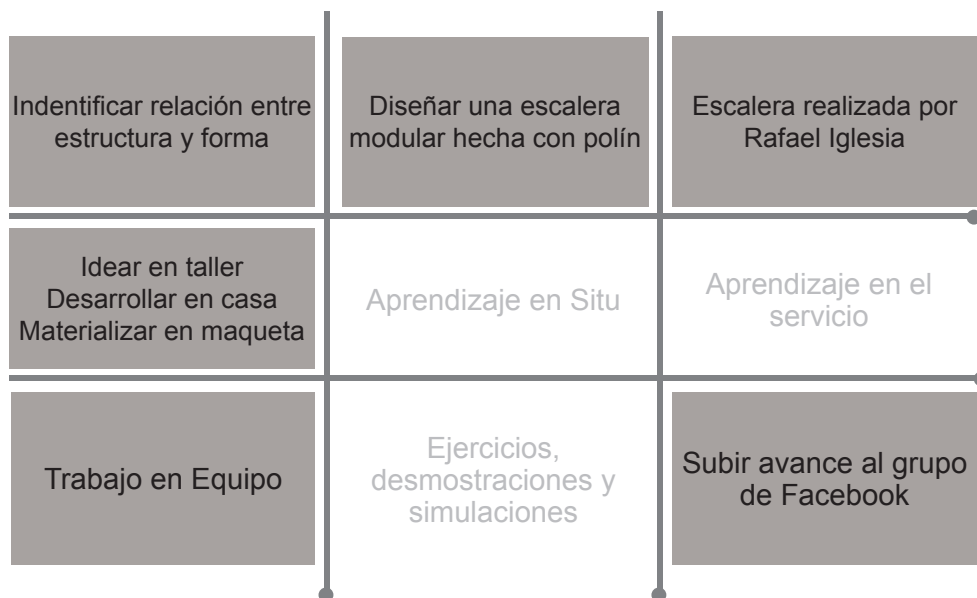 Indentificar relación entre
estructura y forma
Diseñar una escalera
modular hecha con polín
Escalera realizada por
Rafael Iglesia
Idear en taller
Desarrollar en casa
Materializar en maqueta
Aprendizaje en Situ
Aprendizaje en el
servicio
Trabajo en Equipo
Ejercicios,
desmostraciones y
simulaciones
Subir avance al grupo
de Facebook